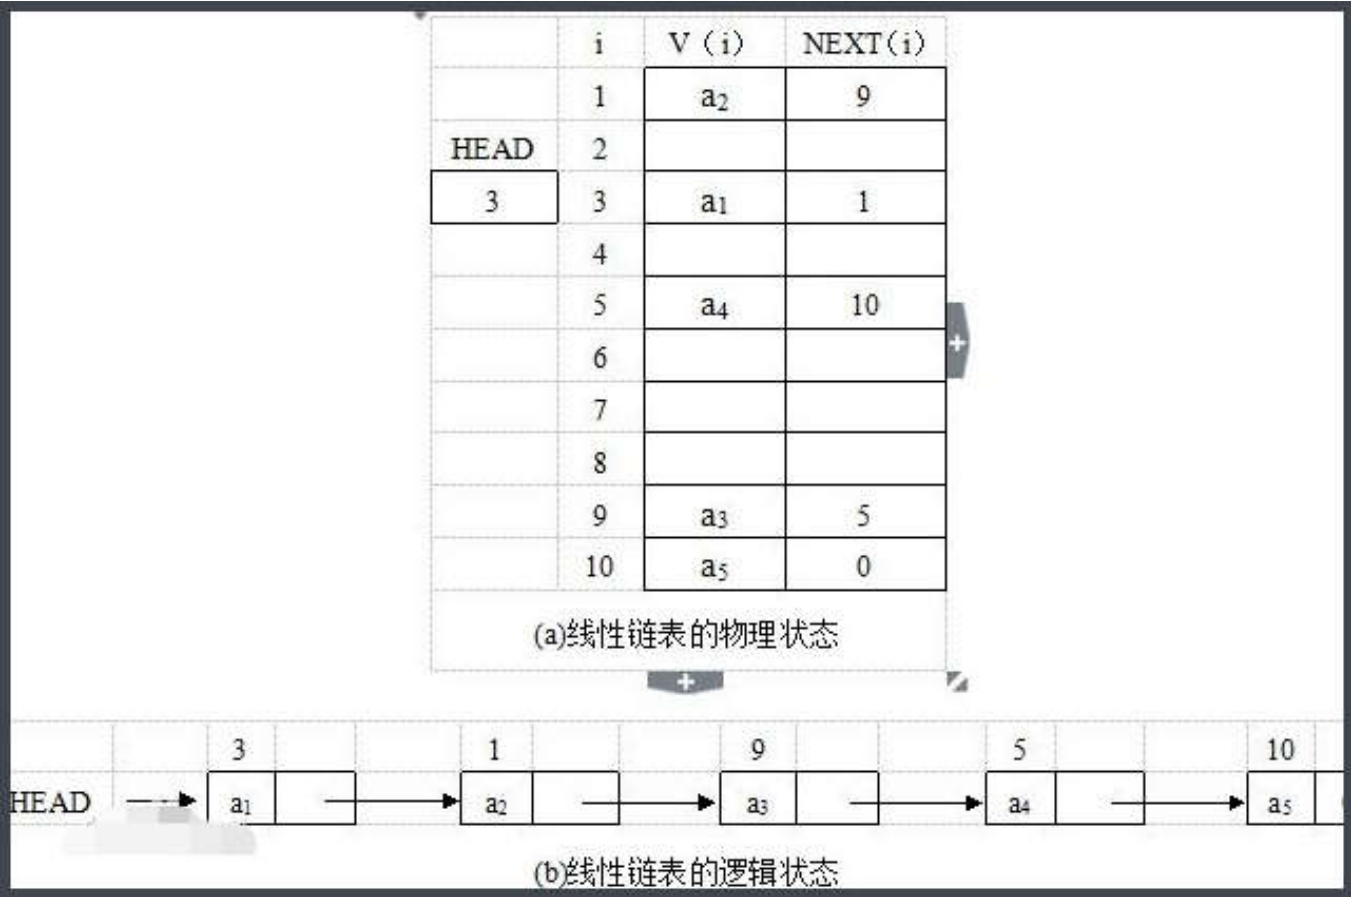 i V（i） NEXT(i)
1 a₂ 9
HEAD 2
3 3 a₁ 1
4
5 a₄ 10
6
7
8
9 a₃ 5
10 a₅ 0
(a)线性链表的物理状态
3 1 9 5 10
HEAD a₁ a₂ a₃ a₄ a₅
(b)线性链表的逻辑状态